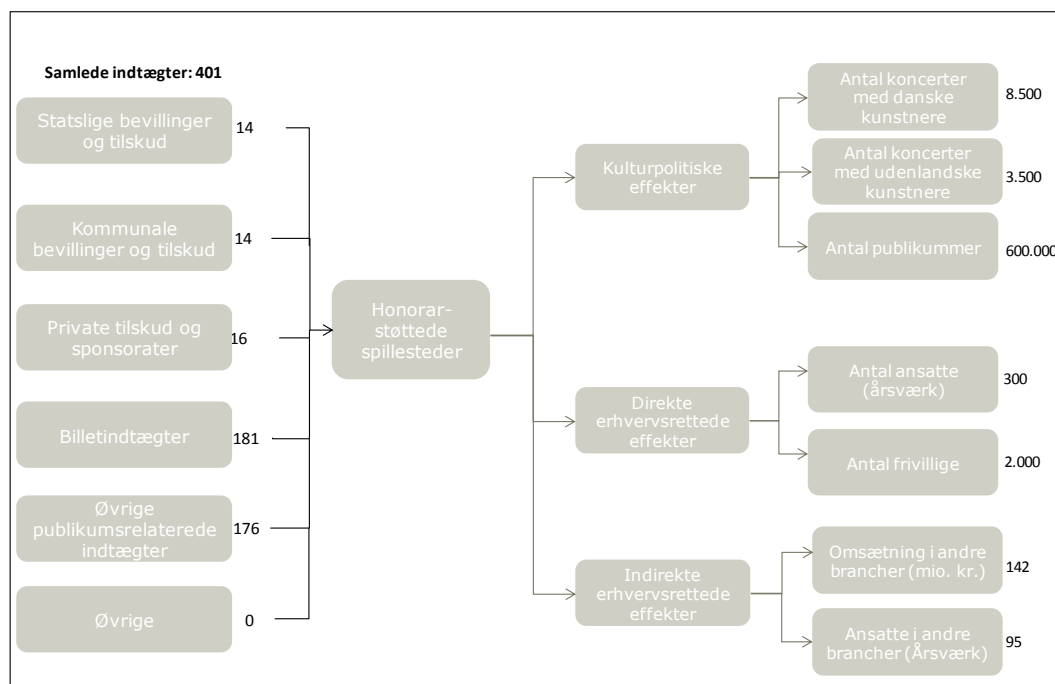 Samlede indtægter: 401
Statslige bevillinger
og tilskud
14
Kommunale
bevillinger og tilskud
14
Private tilskud og
sponsorater
16
Billetindtægter
181
Øvrige
publikumsrelaterede
indtægter
176
Øvrige
0
Honorar-
støttede
spillesteder
Kulturpolitiske
effekter
Antal koncerter
med danske
kunstnere
8.500
Antal koncerter
med udenlandske
kunstnere
3.500
Antal publikummer
600.000
Direkte
erhvervsrettede
effekter
Antal ansatte
(årsværk)
300
Antal frivillige
2.000
Indirekte
erhvervsrettede
effekter
Omsætning i andre
brancher (mio. kr.)
142
Ansatte i andre
brancher (Årsværk)
95